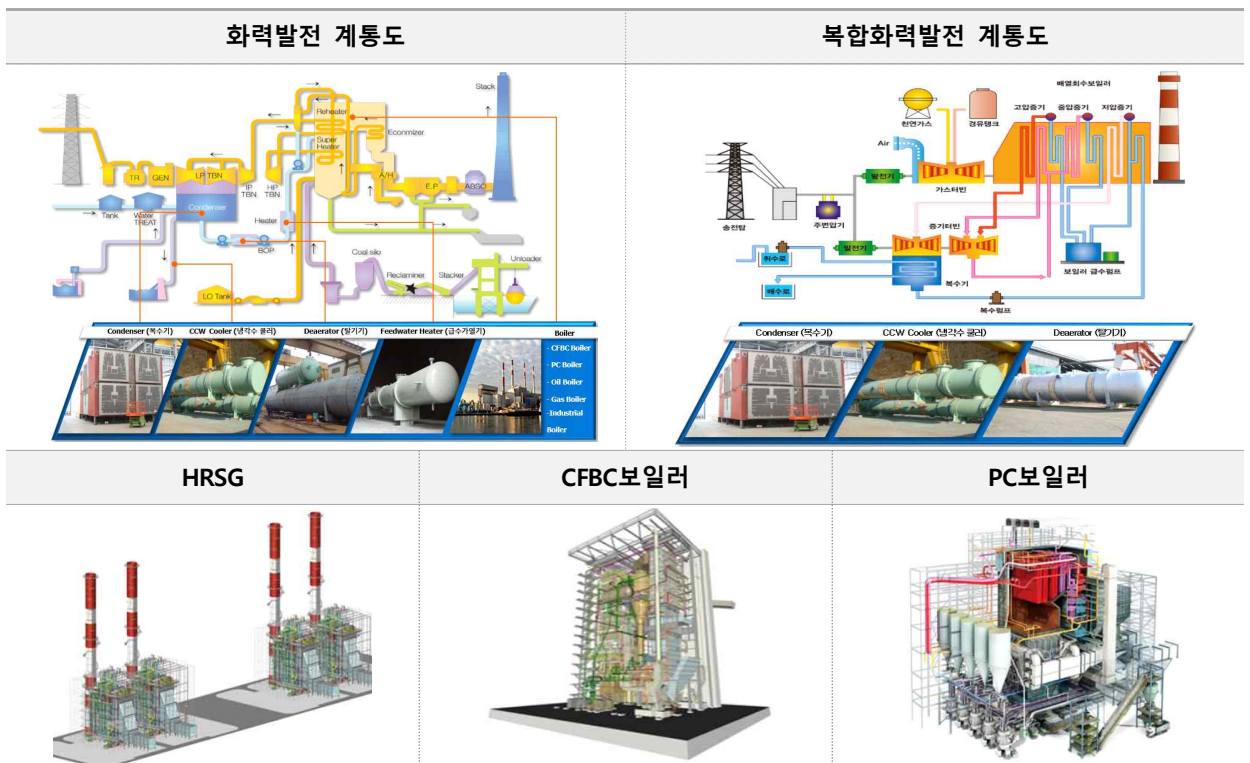 화력발전 계통도
복합화력발전 계통도
Stack
Reheater
Econmizer
Super
Heater
TR
GEN
LP TBN
IP
TBN
HP
TBN
A/H
E.P
ABSO
Condenser
Tank
Water
TREAT
Heater
BOP
Coal silo
Reclaminer
Stacker
Unloader
LO Tank
Condenser (복수기)
CCW Cooler (냉각수 쿨러)
Deaerator (탈기기)
Feedwater Heater (급수가열기)
Boiler
- CFBC Boiler
- PC Boiler
- Oil Boiler
- Gas Boiler
-Industrial
Boiler
배열회수보일러
고압증기
중압증기
저압증기
천연가스
경유탱크
Air
발전기
가스터빈
송전탑
주변압기
증기터빈
발전기
취수로
배수로
복수기
보일러 급수펌프
복수펌프
Condenser (복수기)
CCW Cooler (냉각수 쿨러)
Deaerator (탈기기)
HRSG
CFBC보일러
PC보일러